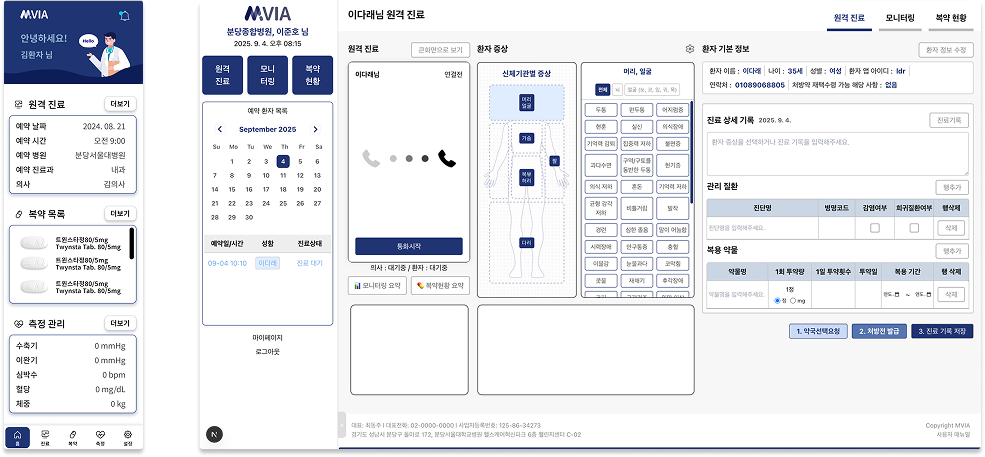 MVIA
안녕하세요!
김환자 님
Hello
원격 진료
더보기
예약 날짜 2024. 08. 21
예약 시간 오전 9:00
예약 병원 분당서울대병원
예약 진료과 내과
의사 김의사
복약 목록
더보기
트윈스타정80/5mg
Twynsta Tab. 80/5mg
트윈스타정80/5mg
Twynsta Tab. 80/5mg
트윈스타정80/5mg
Twynsta Tab. 80/5mg
측정 관리
더보기
수축기 0 mmHg
이완기 0 mmHg
심박수 0 bpm
혈당 0 mg/dL
체중 0 kg
홈 진료 복약 측정 설정
MVIA
분당종합병원, 이준호 님
2025. 9. 4. 오후 08:15
원격
진료
모니
터링
복약
현황
예약 환자 목록
September 2025
Su Mo Tu We Th Fr Sa
1 2 3 4 5 6
7 8 9 10 11 12 13
14 15 16 17 18 19 20
21 22 23 24 25 26 27
28 29 30
예약일/시간 성함 진료상태
09-04 10:10 이다래 진료 대기
마이페이지
로그아웃
N
이다래님 원격 진료
원격 진료 모니터링 복약 현황
원격 진료
큰화면으로 보기
이다래님 연결전
통화시작
의사 : 대기중 / 환자 : 대기중
모니터링 요약
복약현황 요약
환자 증상
신체기관별 증상
머리
얼굴
가슴
팔
복부
허리
다리
머리, 얼굴
전체 뇌 얼굴 (눈, 코, 입, 귀, 목)
두통 편두통 어지럼증
현훈 실신 의식장애
기억력 감퇴 집중력 저하 불면증
과다수면 구역/구토를
동반한 두통 현기증
의식 저하 혼돈 기억력 저하
균형 감각
저하 비틀거림 발작
경련 심한 졸음 말이 어눌함
시력장애 안구통증 충혈
이물감 눈물과다 코막힘
콧물 재채기 후각장애
환자 기본 정보
환자 정보 수정
환자 이름 : 이다래 나이 : 35세 성별 : 여성 환자 앱 아이디 : ldr
연락처 : 01089068805 처방약 재택수령 가능 해당 사항 : 없음
진료 상세 기록 2025. 9. 4.
진료기록
환자 증상을 선택하거나 진료 기록을 입력해주세요.
관리 질환
행추가
진단명 병명코드 감염여부 희귀질환여부 행 삭제
진단명을 입력해주세요. 삭제
복용 약물
행추가
약물명 1회 투약량 1일 투약횟수 투약일 복용 기간 행 삭제
약물명을 입력해주세요. 1정 정 mg 연도. ~ 연도. 삭제
1. 약국선택요청
2. 처방전 발급
3. 진료 기록 저장
대표: 최동주 | 대표전화: 02-0000-0000 | 사업자등록번호: 125-86-34273
경기도 성남시 분당구 돌마로 172, 분당서울대학교병원 헬스케어혁신파크 6층 웰인지센터 C-02
Copyright MVIA
사용자 매뉴얼